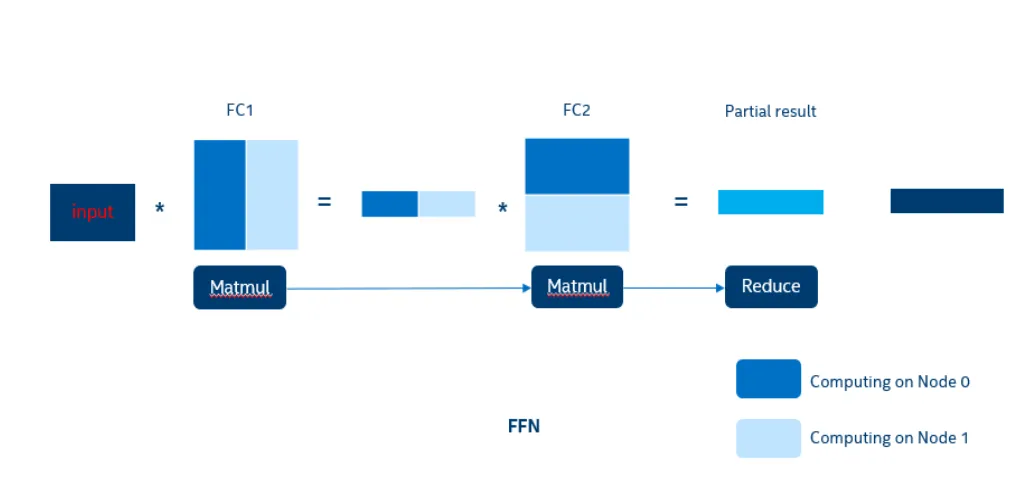 FC1
FC2
Partial result
input
*
=
*
=
Matmul
Matmul
Reduce
Computing on Node 0
FFN
Computing on Node 1